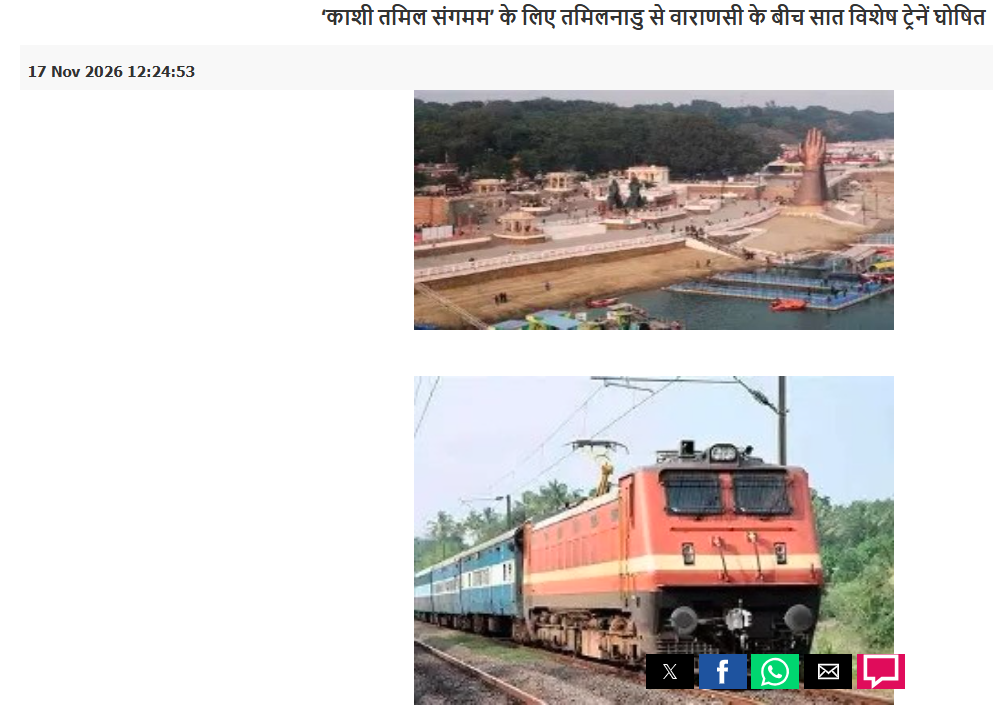 ‘काशी तमिल संगमम’ के लिए तमिलनाडु से वाराणसी के बीच सात विशेष ट्रेनें घोषित
17 Nov 2026 12:24:53